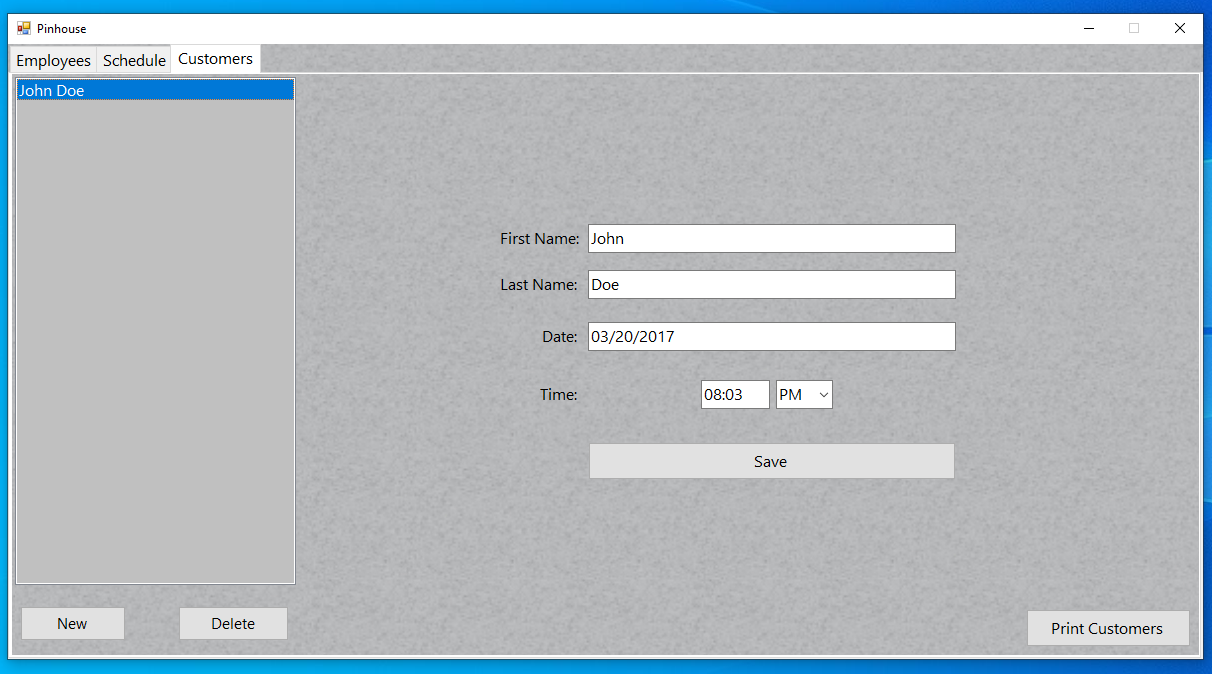 Pinhouse
Employees Schedule Customers
John Doe
First Name: John
Last Name: Doe
Date: 03/20/2017
Time: 08:03 PM
Save
New Delete
Print Customers